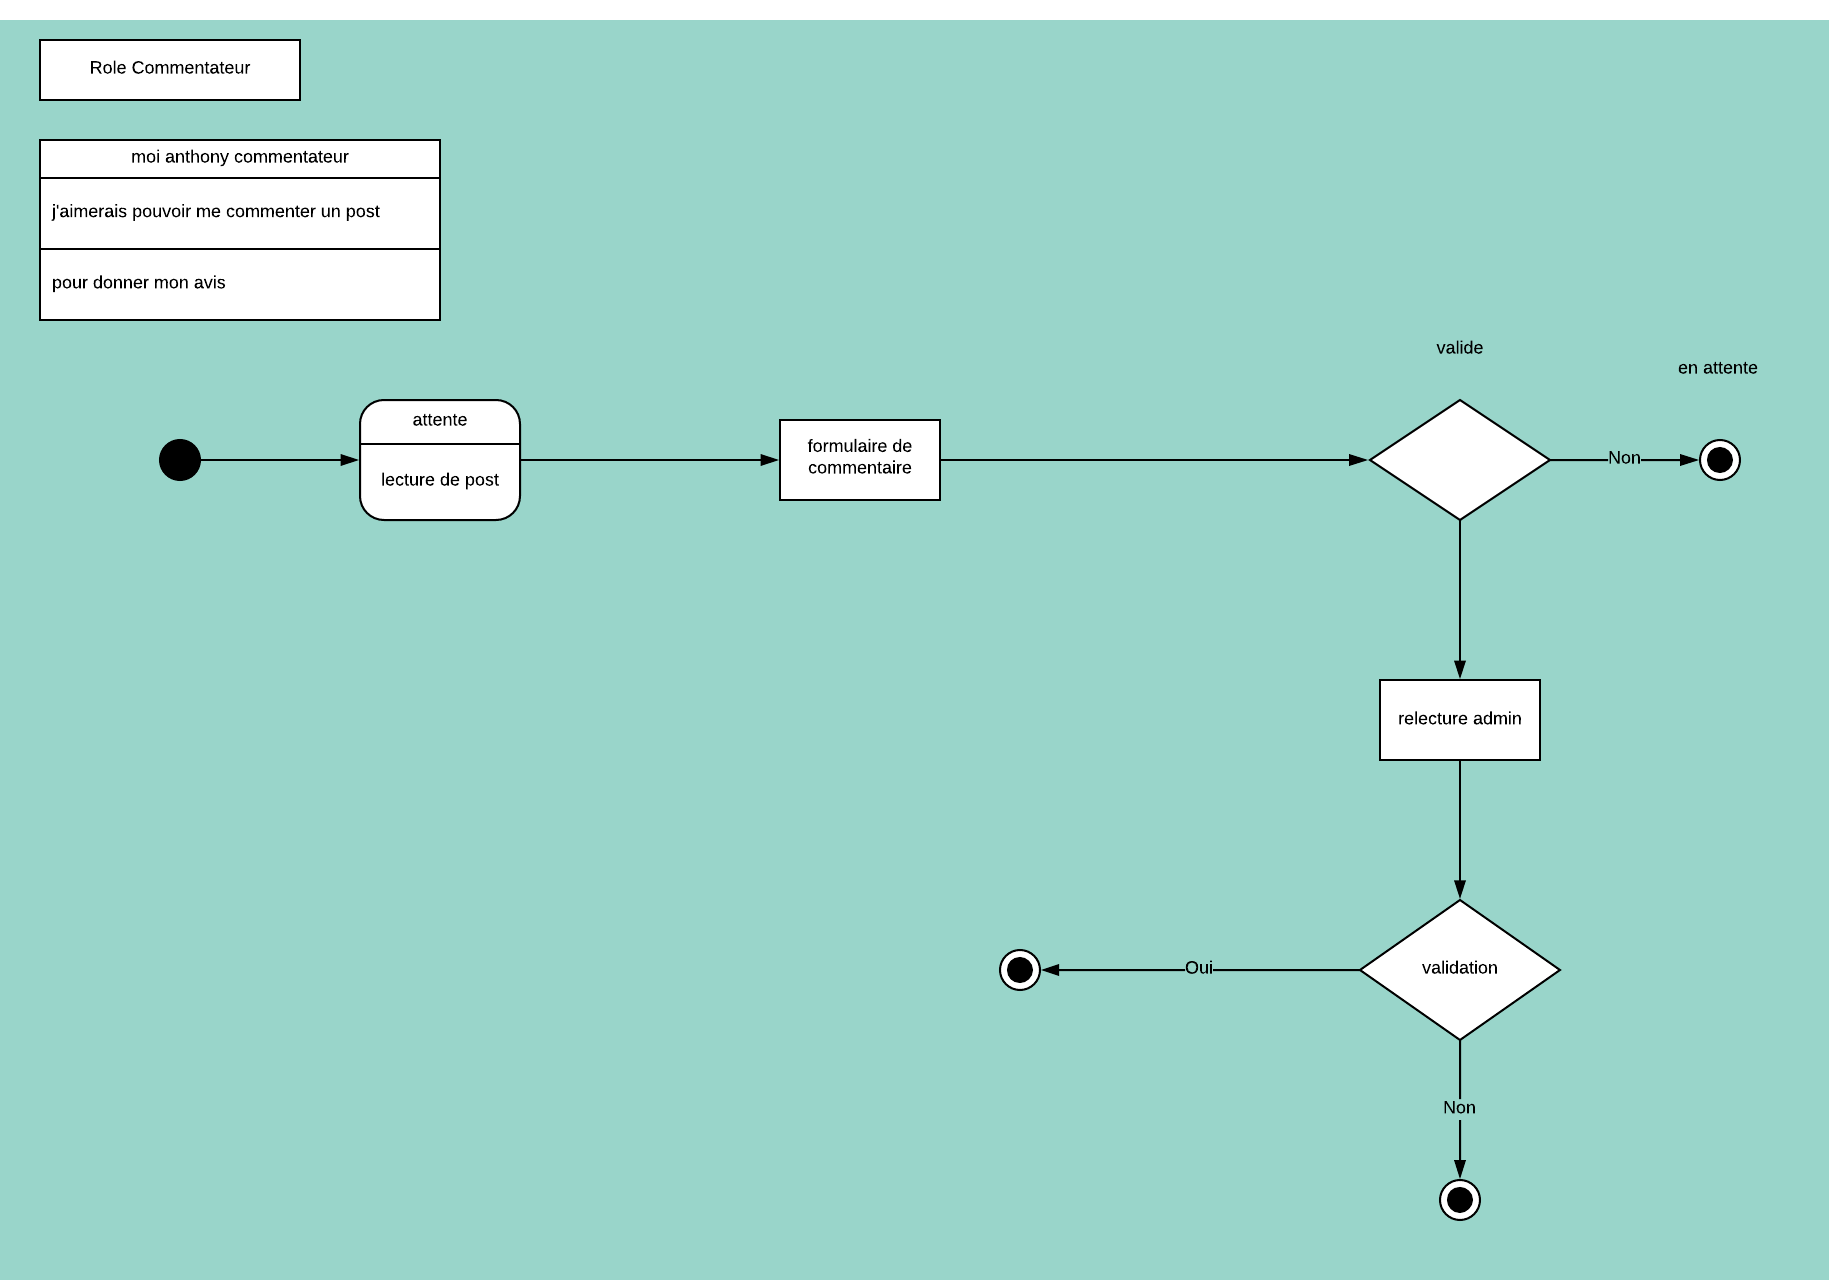 Role Commentateur
moi anthony commentateur
j'aimerais pouvoir me commenter un post
pour donner mon avis
valide
en attente
attente
lecture de post
formulaire de
commentaire
Non
relecture admin
validation
Oui
Non